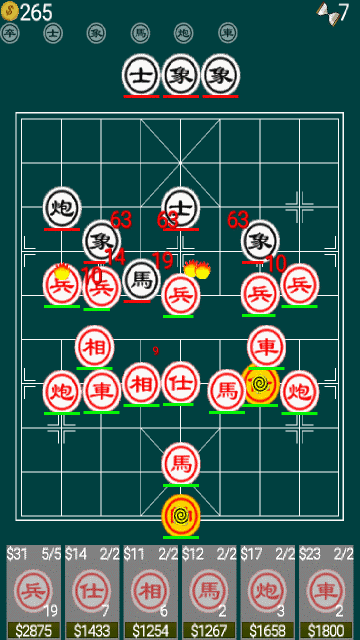 265
7
卒 士 象 馬 炮 車
士 象 象
炮 士
63 63 63
象 象
14 19 10
10
兵 兵 馬 兵 兵 兵
相 車
9
炮 車 相 仕 馬 炮
馬
$31 5/5 $14 2/2 $11 2/2 $12 2/2 $17 2/2 $23 2/2
兵 仕 相 馬 炮 車
19 7 6 2 3 2
$2875 $1433 $1254 $1267 $1658 $1800